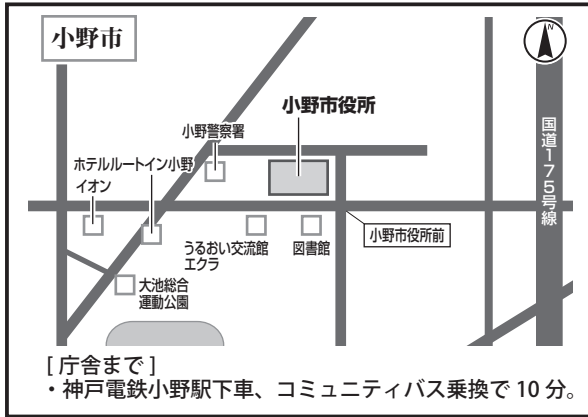 小野市
N
小野市役所
小野警察署
ホテルルートイン小野
イオン
国道175号線
小野市役所前
うるおい交流館
エクラ
図書館
大池総合
運動公園
[庁舎まで]
・神戸電鉄小野駅下車、コミュニティバス乗換で10分。